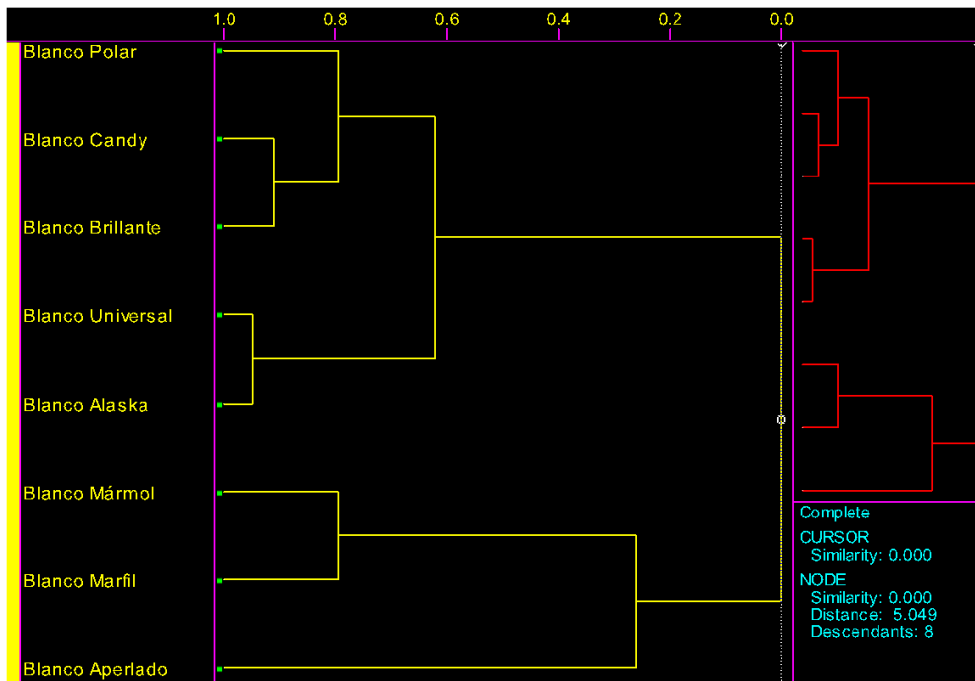 1.0 0.8 0.6 0.4 0.2 0.0
Blanco Polar
Blanco Candy
Blanco Brillante
Blanco Universal
Blanco Alaska
Blanco Mármol
Blanco Marfil
Blanco Aperlado
Complete
CURSOR
Similarity: 0.000
NODE
Similarity: 0.000
Distance: 5.049
Descendants: 8